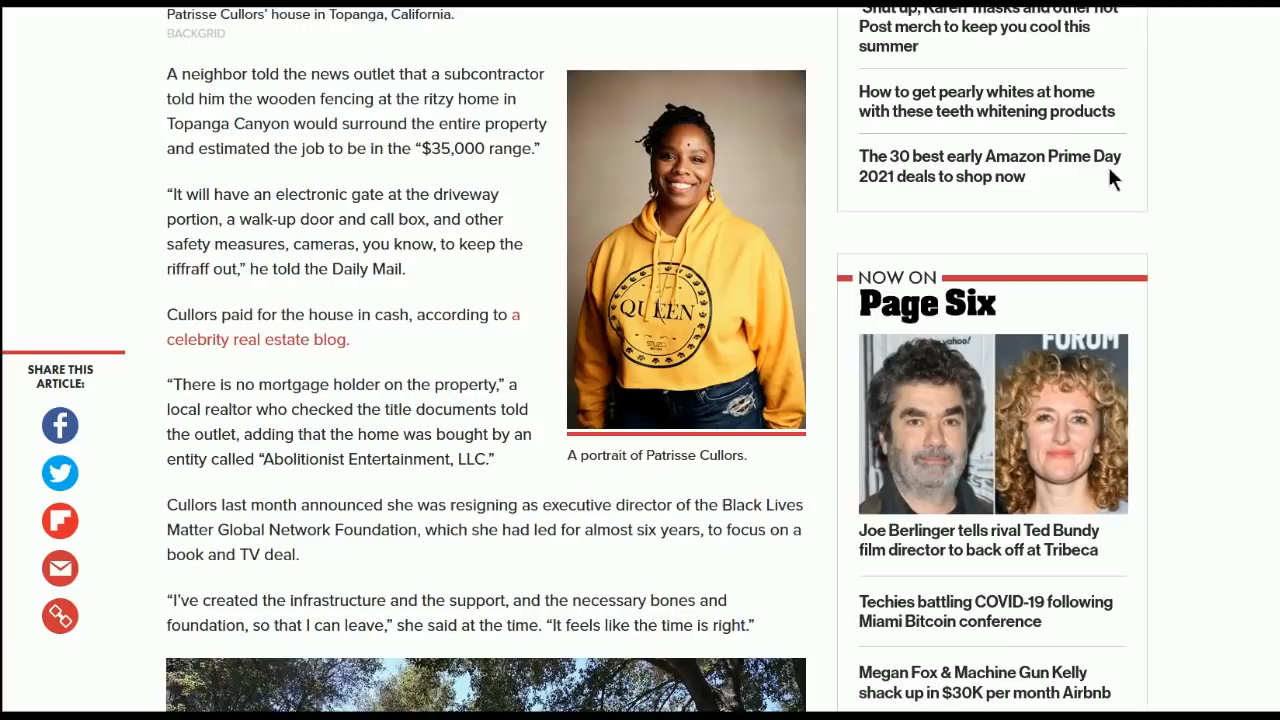 Patrisse Cullors’ house in Topanga, California.
BACKGRID
A neighbor told the news outlet that a subcontractor
told him the wooden fencing at the ritzy home in
Topanga Canyon would surround the entire property
and estimated the job to be in the “$35,000 range.”
“It will have an electronic gate at the driveway
portion, a walk-up door and call box, and other
safety measures, cameras, you know, to keep the
riffraff out,” he told the Daily Mail.
Cullors paid for the house in cash, according to a
celebrity real estate blog.
“There is no mortgage holder on the property,” a
local realtor who checked the title documents told
the outlet, adding that the home was bought by an
entity called “Abolitionist Entertainment, LLC.”
QUEEN
A portrait of Patrisse Cullors.
Cullors last month announced she was resigning as executive director of the Black Lives
Matter Global Network Foundation, which she had led for almost six years, to focus on a
book and TV deal.
“I’ve created the infrastructure and the support, and the necessary bones and
foundation, so that I can leave,” she said at the time. “It feels like the time is right.”
SHARE THIS
ARTICLE:
'Shut up, Karen' masks and other hot
Post merch to keep you cool this
summer
How to get pearly whites at home
with these teeth whitening products
The 30 best early Amazon Prime Day
2021 deals to shop now
NOW ON
Page Six
yahoo!
FORUM
Joe Berlinger tells rival Ted Bundy
film director to back off at Tribeca
Techies battling COVID-19 following
Miami Bitcoin conference
Megan Fox & Machine Gun Kelly
shack up in $30K per month Airbnb